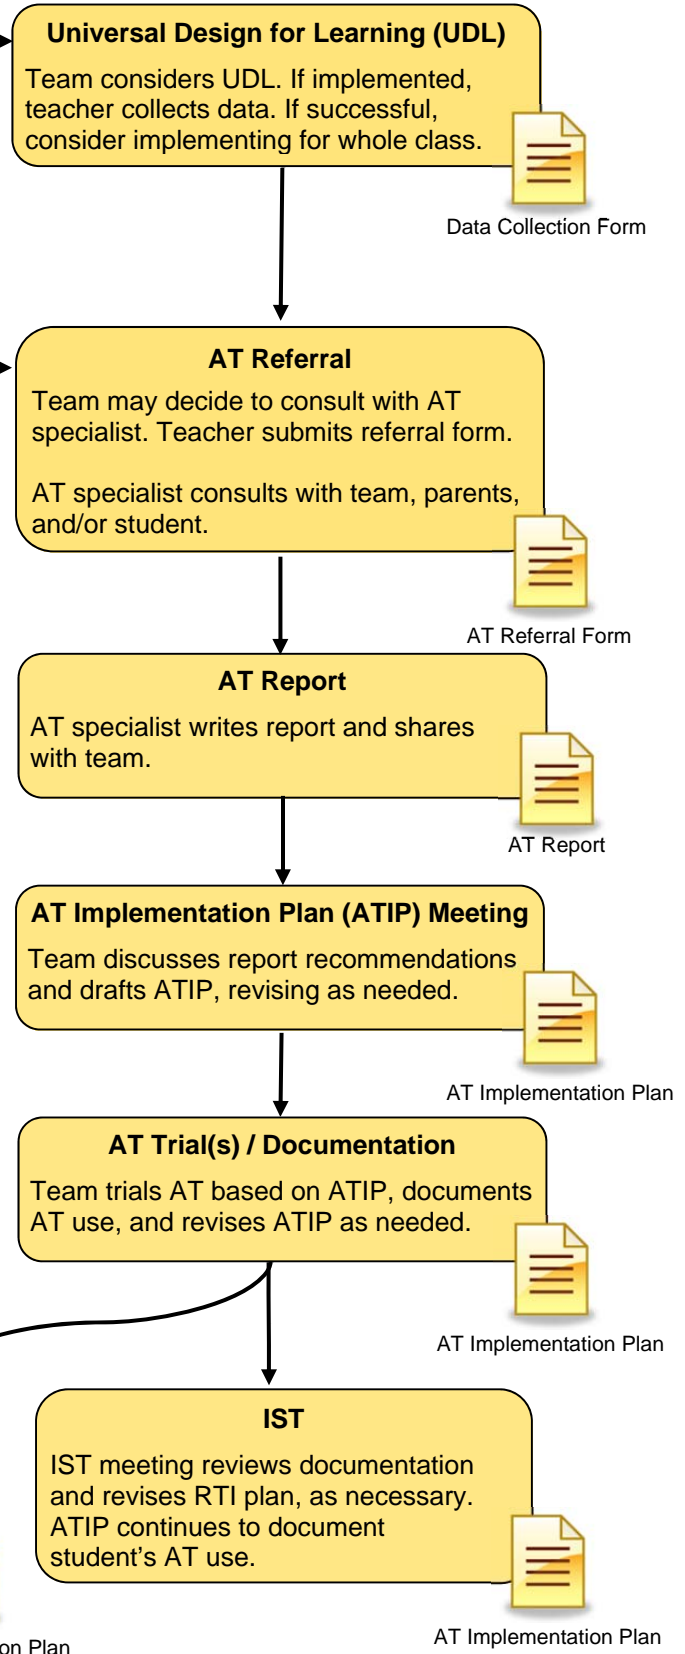 Universal Design for Learning (UDL)
Team considers UDL. If implemented,
teacher collects data. If successful,
consider implementing for whole class.
Data Collection Form
AT Referral
Team may decide to consult with AT
specialist. Teacher submits referral form.
AT specialist consults with team, parents,
and/or student.
AT Referral Form
AT Report
AT specialist writes report and shares
with team.
AT Report
AT Implementation Plan (ATIP) Meeting
Team discusses report recommendations
and drafts ATIP, revising as needed.
AT Implementation Plan
AT Trial(s) / Documentation
Team trials AT based on ATIP, documents
AT use, and revises ATIP as needed.
AT Implementation Plan
IST
IST meeting reviews documentation
and revises RTI plan, as necessary.
ATIP continues to document
student's AT use.
AT Implementation Plan
on Plan